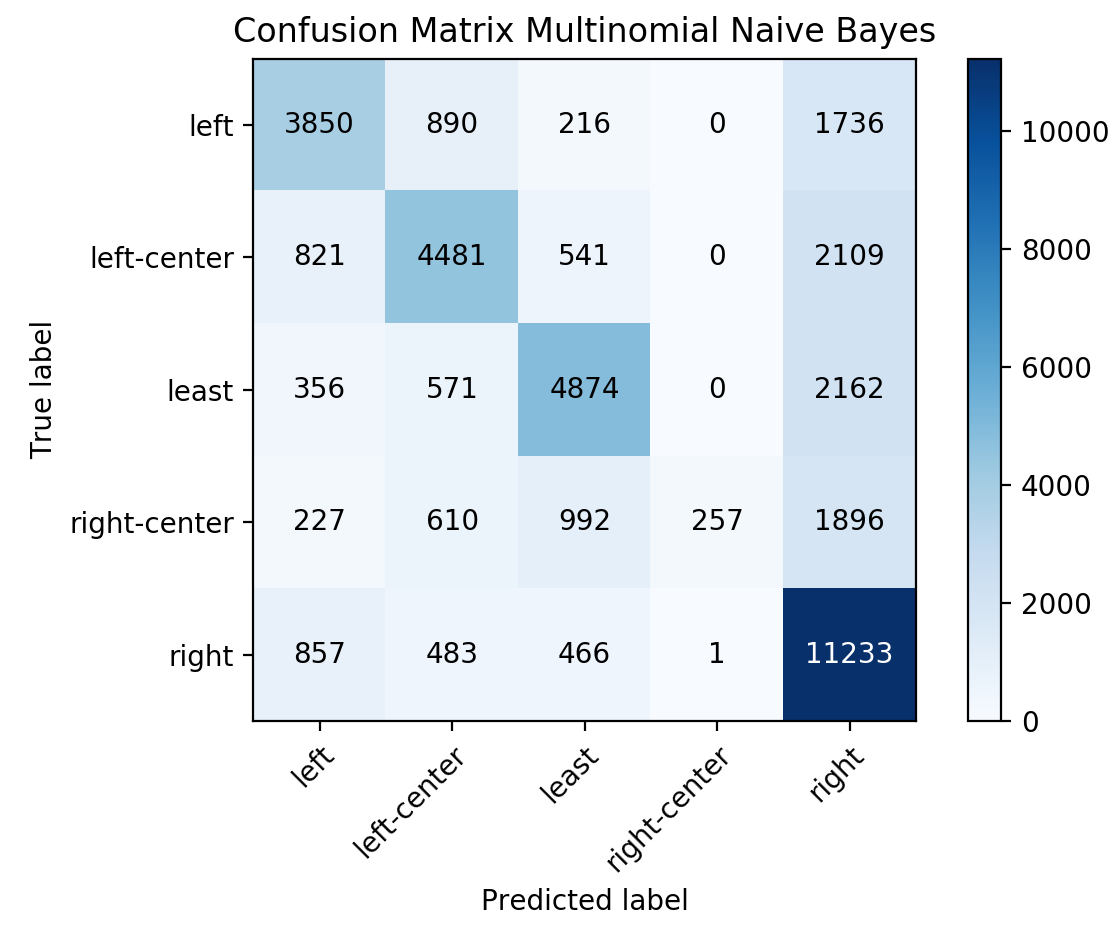 Confusion Matrix Multinomial Naive Bayes
left 3850 890 216 0 1736
left-center 821 4481 541 0 2109
least 356 571 4874 0 2162
right-center 227 610 992 257 1896
right 857 483 466 1 11233
True label
left left-center least right-center right
Predicted label
10000
8000
6000
4000
2000
0